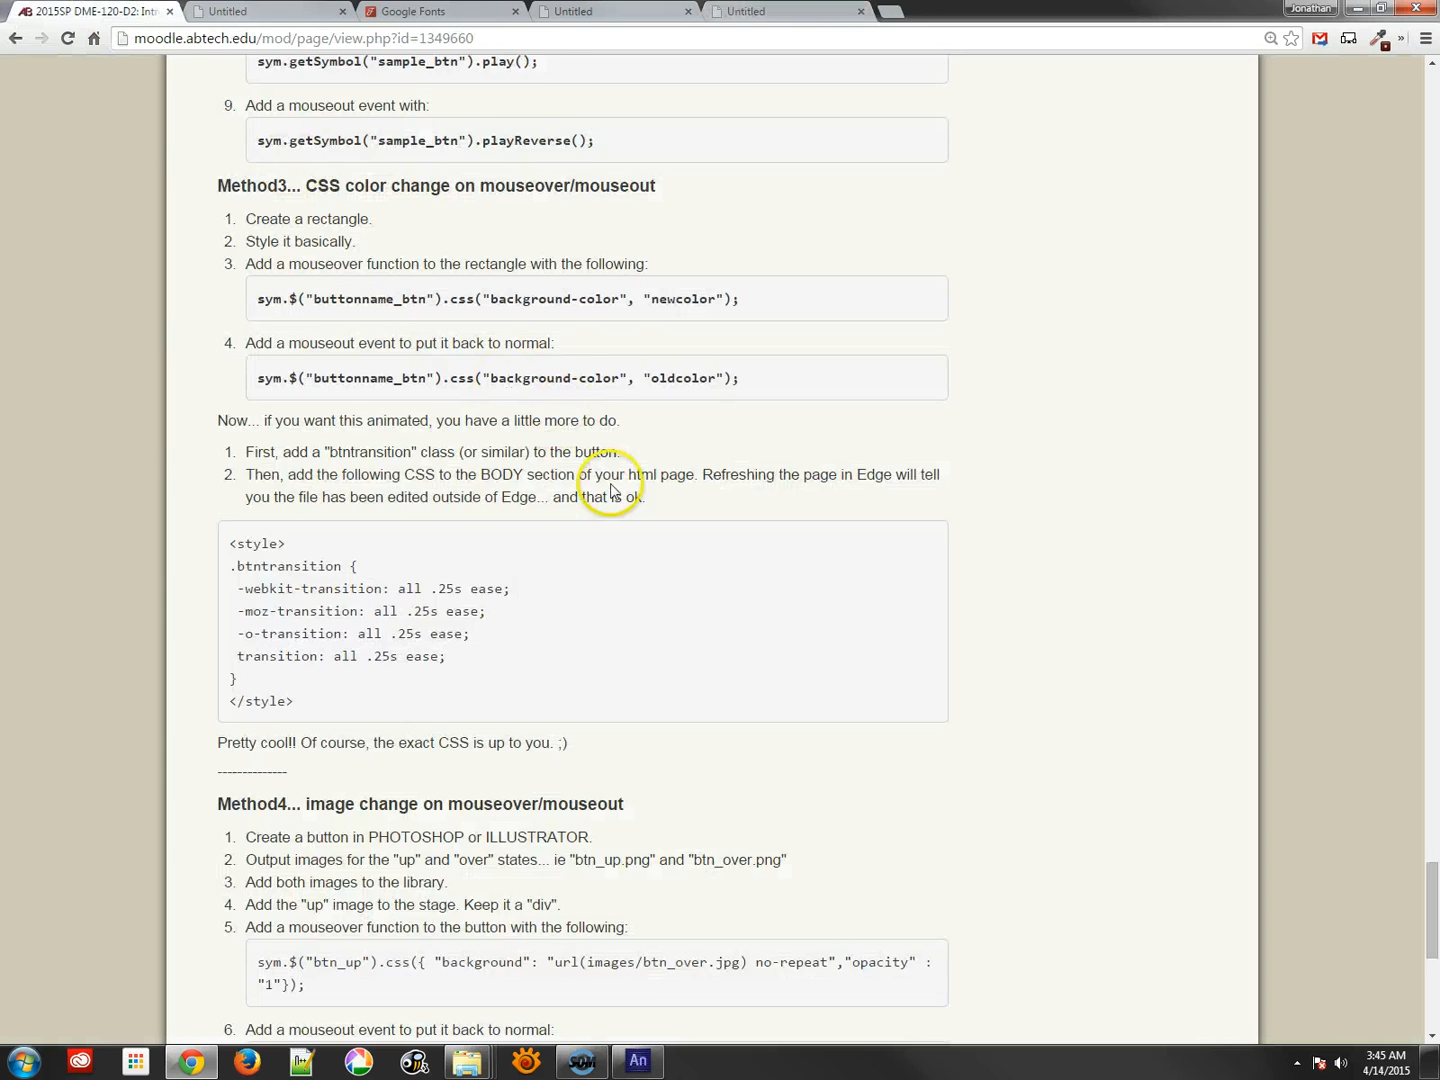 2015SP DME-120-D2: Intr
Untitled
Google Fonts
Untitled
Untitled
Jonathan
moodle.abtech.edu/mod/page/view.php?id=1349660
sym.getSymbol("sample_btn").play();
9. Add a mouseout event with:
sym.getSymbol("sample_btn").playReverse();
Method3... CSS color change on mouseover/mouseout
1. Create a rectangle.
2. Style it basically.
3. Add a mouseover function to the rectangle with the following:
sym.$("buttonname_btn").css("background-color", "newcolor");
4. Add a mouseout event to put it back to normal:
sym.$("buttonname_btn").css("background-color", "oldcolor");
Now... if you want this animated, you have a little more to do.
1. First, add a "btntransition" class (or similar) to the button.
2. Then, add the following CSS to the BODY section of your html page. Refreshing the page in Edge will tell
you the file has been edited outside of Edge... and that is ok.
<style>
.btntransition {
-webkit-transition: all .25s ease;
-moz-transition: all .25s ease;
-o-transition: all .25s ease;
transition: all .25s ease;
}
</style>
Pretty cool!! Of course, the exact CSS is up to you. ;)
--------------
Method4... image change on mouseover/mouseout
1. Create a button in PHOTOSHOP or ILLUSTRATOR.
2. Output images for the "up" and "over" states... ie "btn_up.png" and "btn_over.png"
3. Add both images to the library.
4. Add the "up" image to the stage. Keep it a "div".
5. Add a mouseover function to the button with the following:
sym.$("btn_up").css({ "background": "url(images/btn_over.jpg) no-repeat","opacity" :
"1"});
6. Add a mouseout event to put it back to normal:
An
3:45 AM
4/14/2015